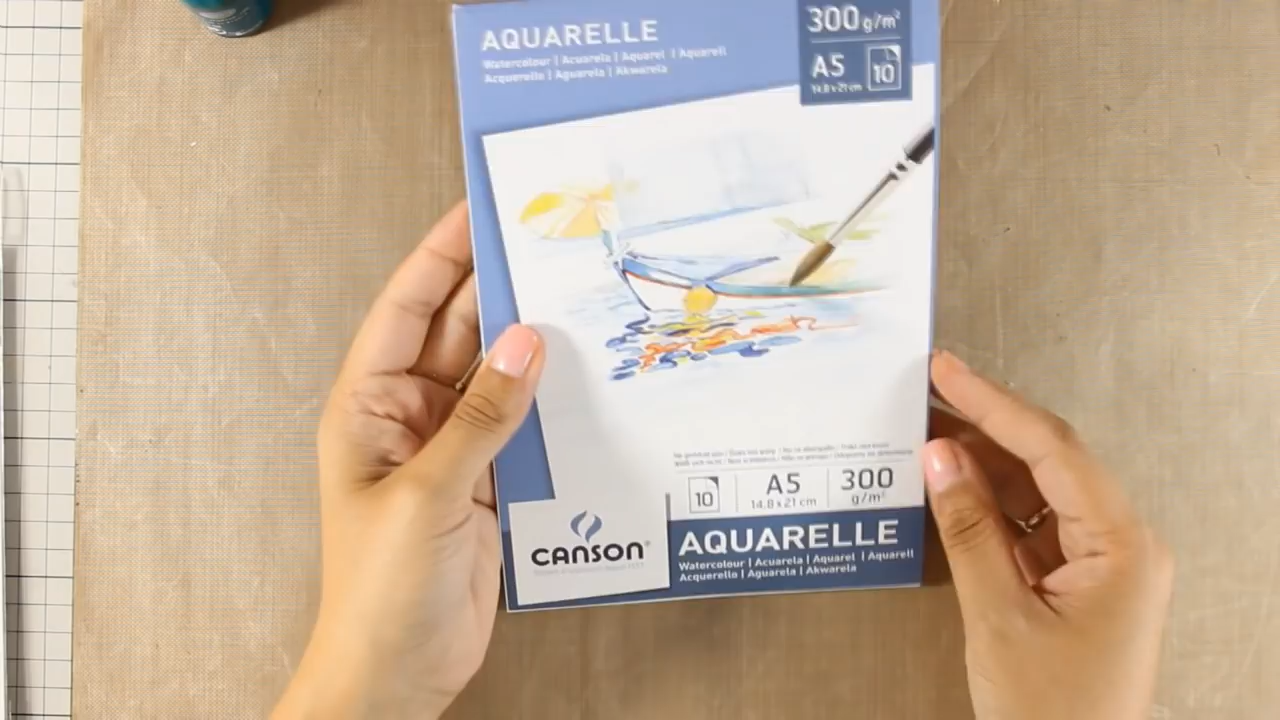 AQUARELLE
Watercolour | Acuarela | Aquarel | Aquarell
Acquerello | Aguarela | Akwarela
300 g/m²
A5
10
14,8 x 21 cm
10
A5
14,8 x 21 cm
300
g/m²
CANSON®
AQUARELLE
Watercolour | Acuarela | Aquarel | Aquarell
Acquerello | Aguarela | Akwarela